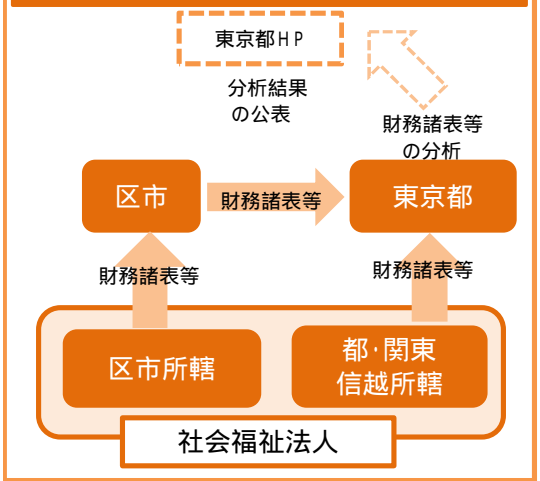 東京都HP
分析結果
の公表
財務諸表等
の分析
区市
財務諸表等
東京都
財務諸表等
財務諸表等
区市所轄
都・関東
信越所轄
社会福祉法人